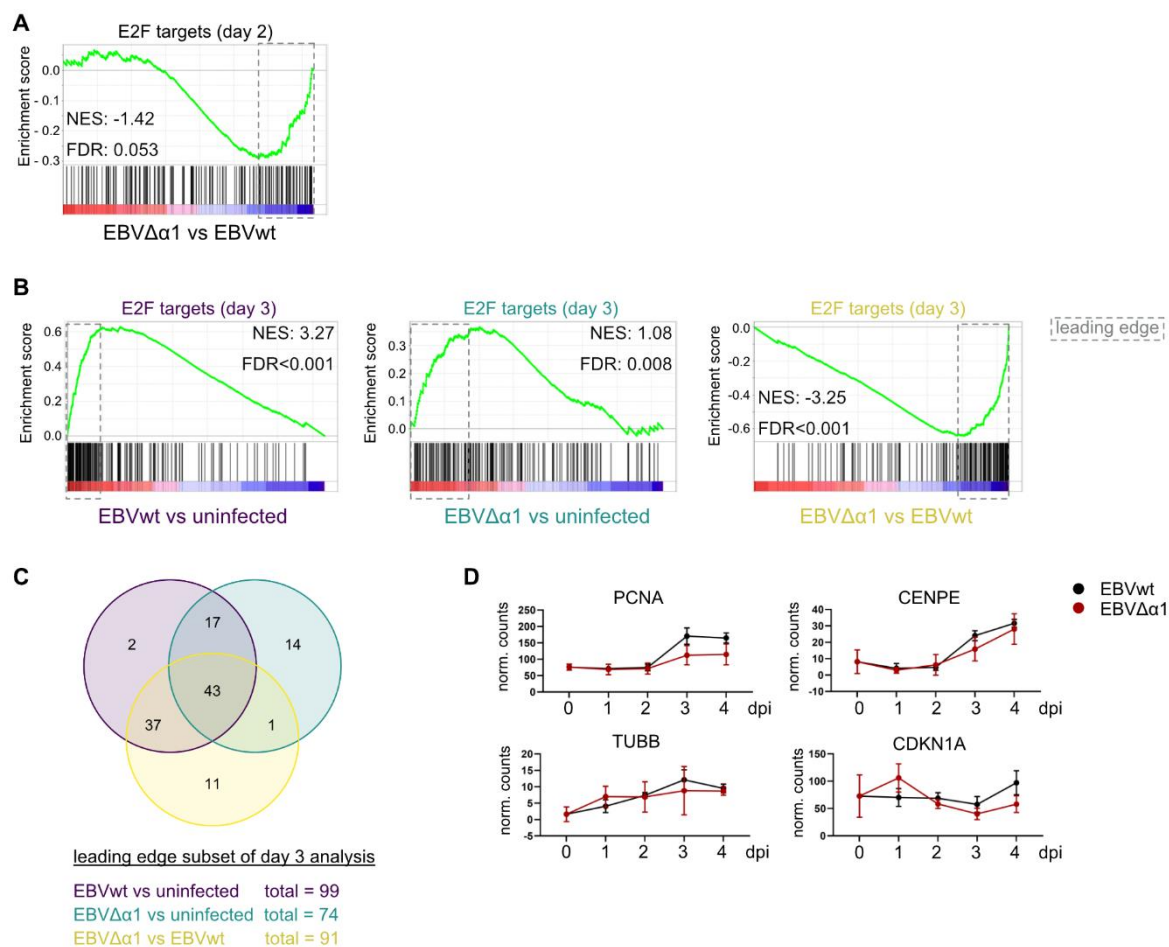 A
E2F targets (day 2)
Enrichment score
0.0
- 0.1
- 0.2
- 0.3
NES: -1.42
FDR: 0.053
EBVΔα1 vs EBVwt
B
E2F targets (day 3)
Enrichment score
0.6
0.4
0.2
0.0
NES: 3.27
FDR<0.001
EBVwt vs uninfected
E2F targets (day 3)
Enrichment score
0.3
0.2
0.1
0.0
NES: 1.08
FDR: 0.008
EBVΔα1 vs uninfected
E2F targets (day 3)
Enrichment score
0.0
-0.2
-0.4
-0.6
NES: -3.25
FDR<0.001
EBVΔα1 vs EBVwt
leading edge
C
2
17
14
43
37
1
11
leading edge subset of day 3 analysis
EBVwt vs uninfected total = 99
EBVΔα1 vs uninfected total = 74
EBVΔα1 vs EBVwt total = 91
D
EBVwt
EBVΔα1
PCNA
norm. counts
250
200
150
100
50
0
0 1 2 3 4 dpi
CENPE
norm. counts
40
30
20
10
0
-10
0 1 2 3 4 dpi
TUBB
norm. counts
20
15
10
5
0
-5
0 1 2 3 4 dpi
CDKN1A
norm. counts
150
100
50
0
0 1 2 3 4 dpi